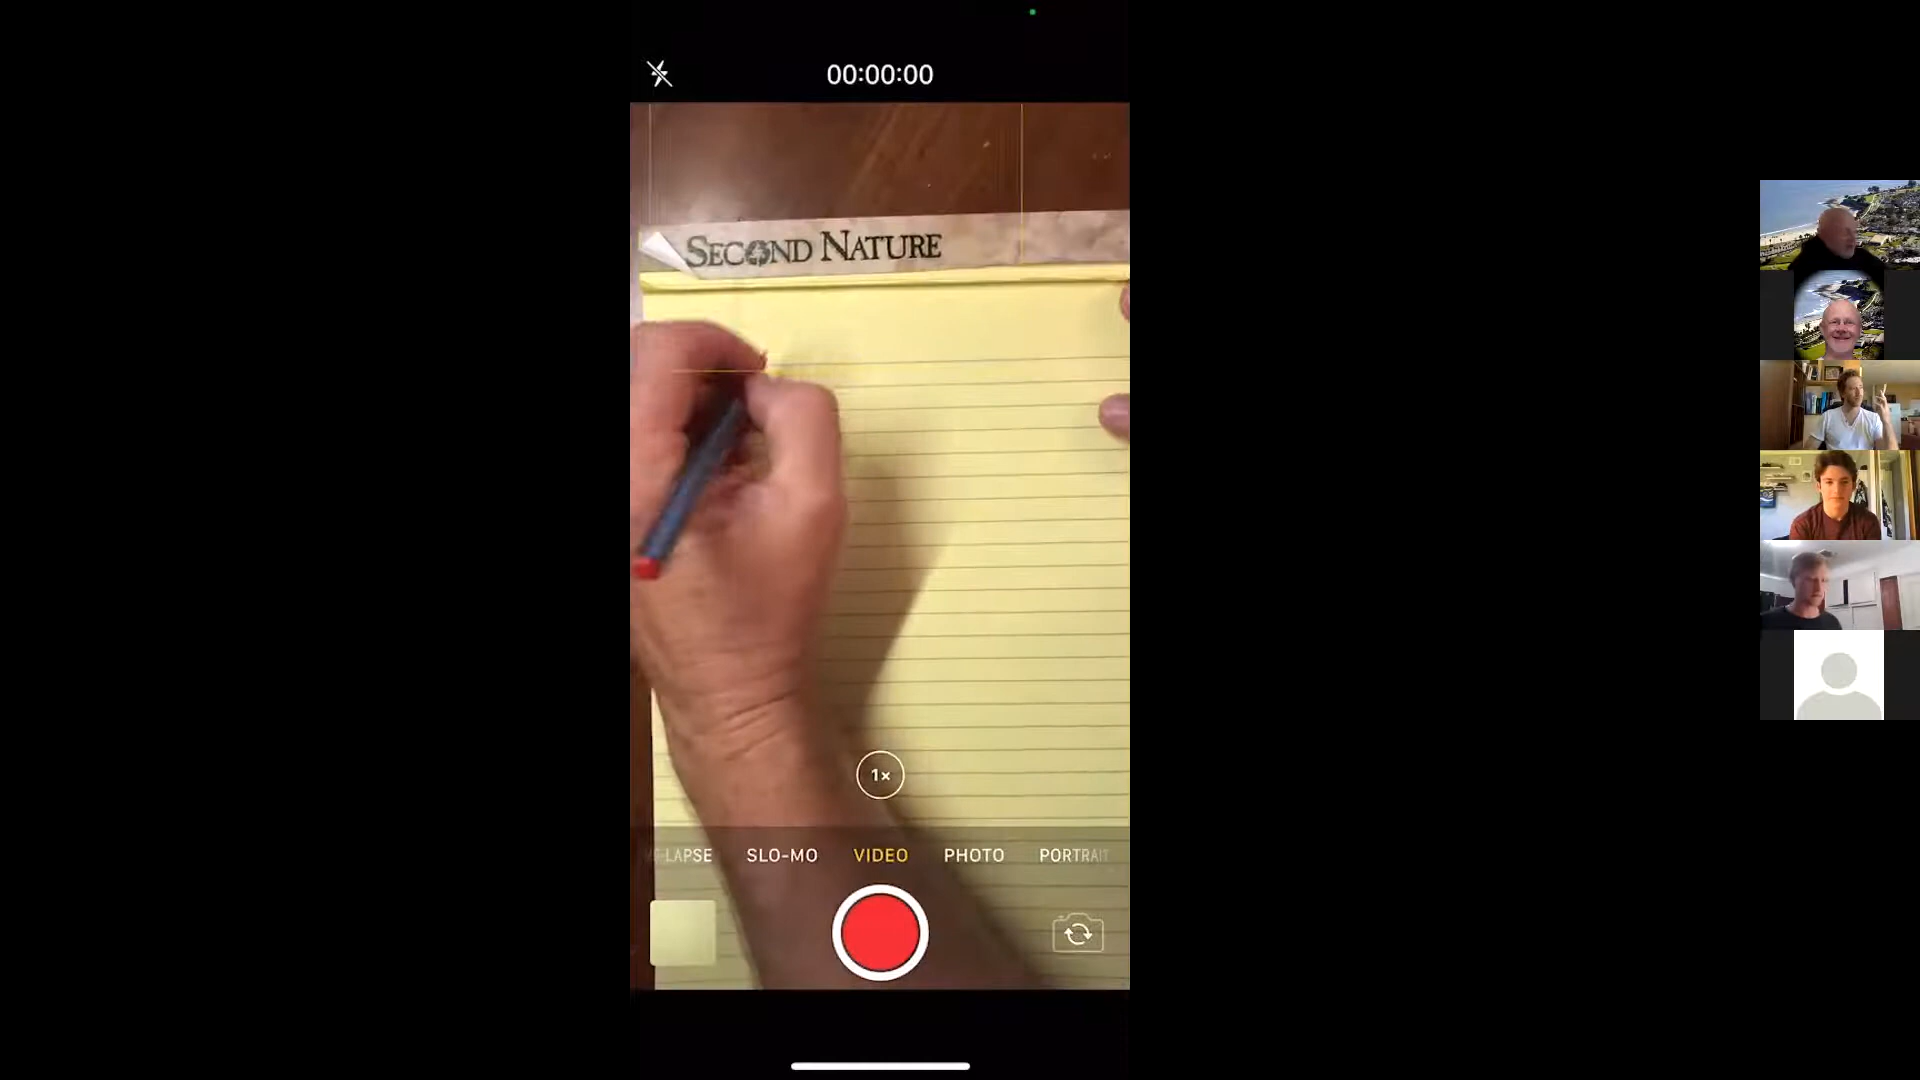 00:00:00
SECOND NATURE
1×
LAPSE SLO-MO VIDEO PHOTO PORTRAIT